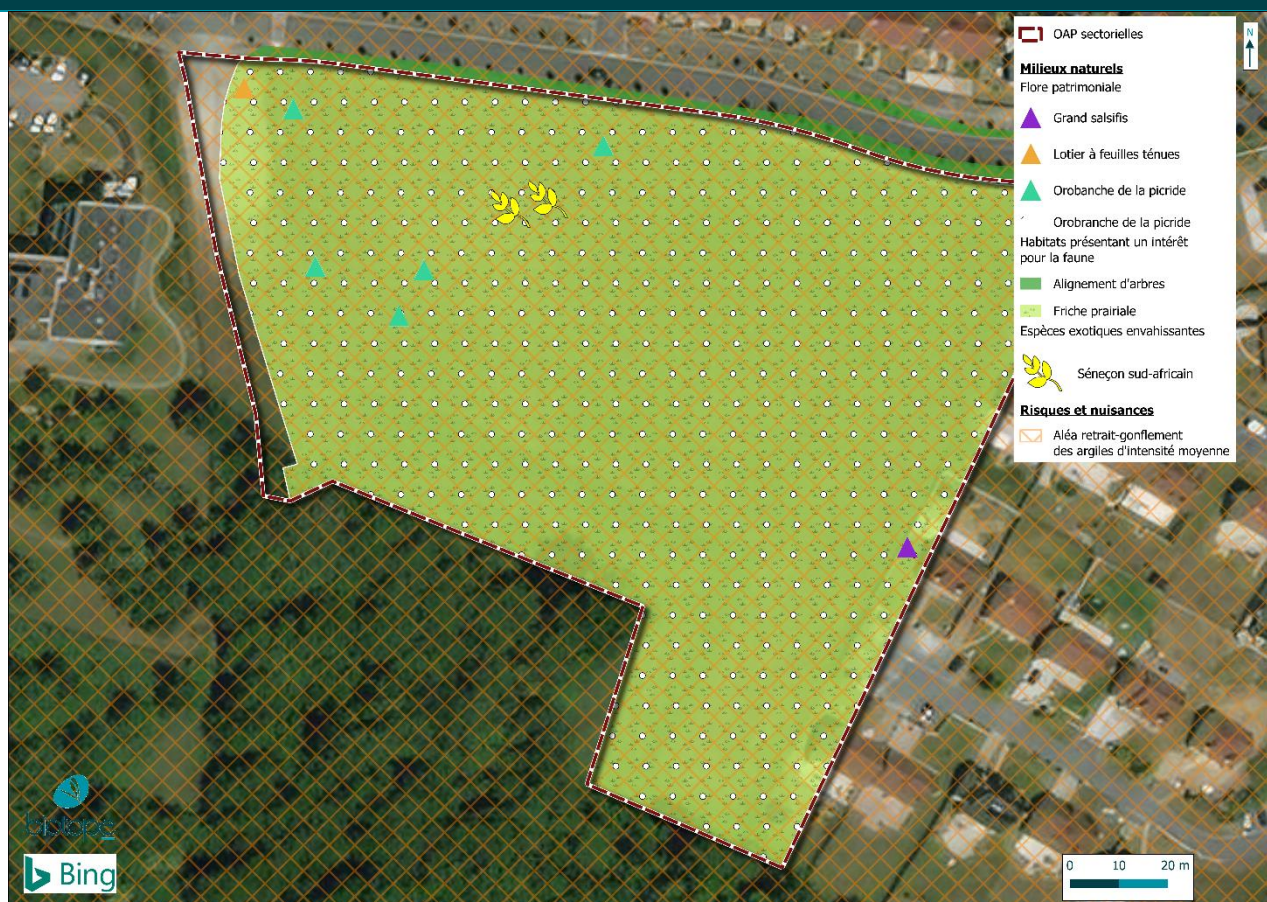 OAP sectorielles
N
Milieux naturels
Flore patrimoniale
Grand salsifis
Lotier à feuilles ténues
Orobanche de la picride
Orobranche de la picride
Habitats présentant un intérêt
pour la faune
Alignement d'arbres
Friche prairiale
Espèces exotiques envahissantes
Séneçon sud-africain
Risques et nuisances
Aléa retrait-gonflement
des argiles d'intensité moyenne
biotope
Bing
0 10 20 m